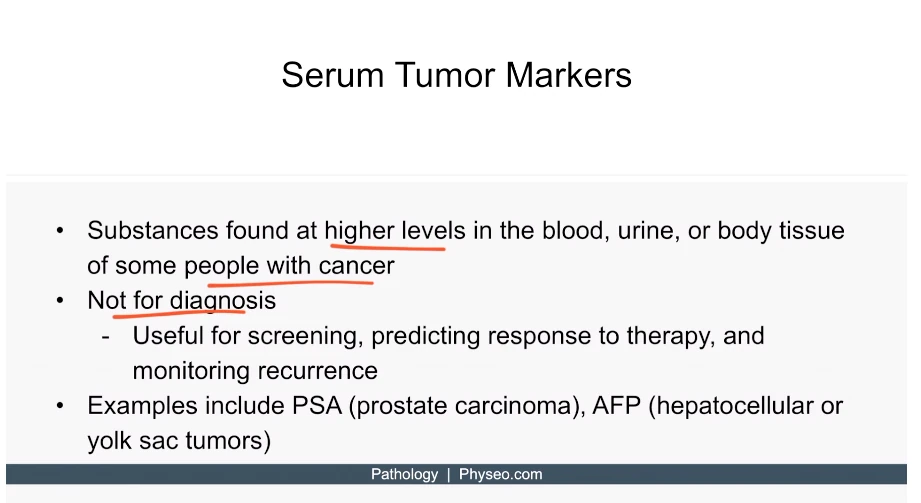 Serum Tumor Markers
• Substances found at higher levels in the blood, urine, or body tissue
of some people with cancer
• Not for diagnosis
- Useful for screening, predicting response to therapy, and
monitoring recurrence
• Examples include PSA (prostate carcinoma), AFP (hepatocellular or
yolk sac tumors)
Pathology | Physeo.com